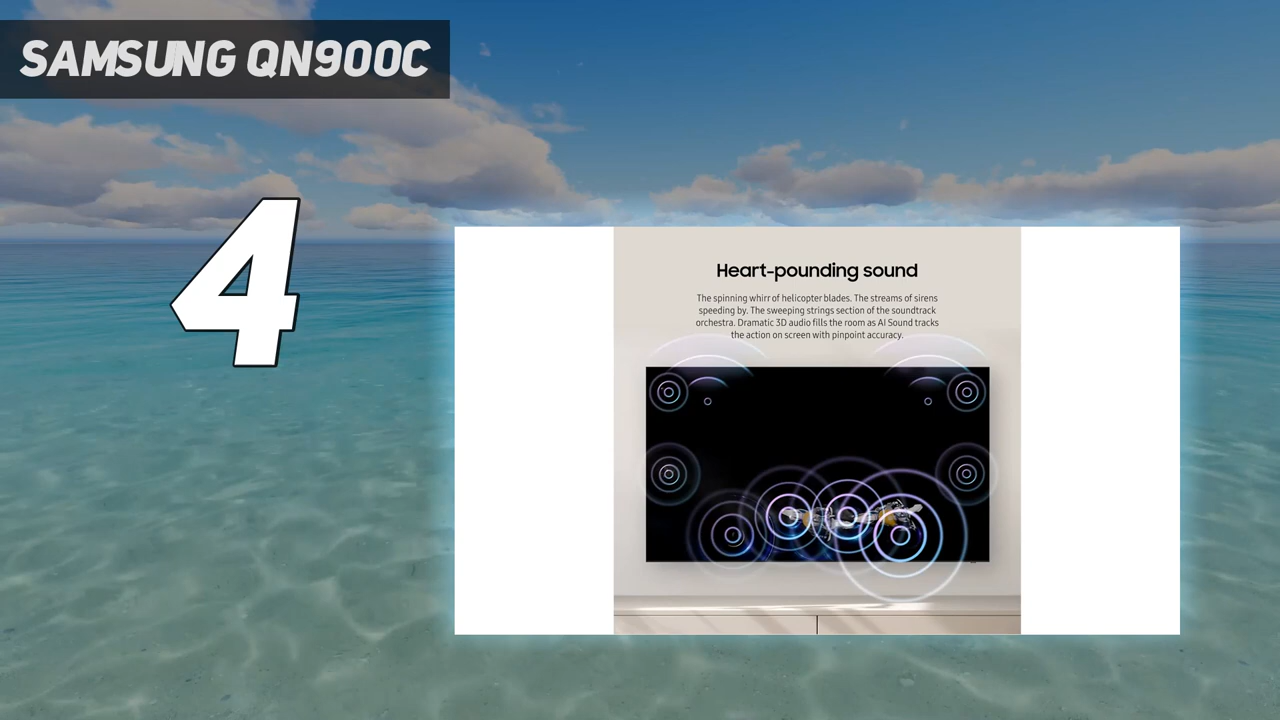 SAMSUNG QN900C
4
Heart-pounding sound
The spinning whirr of helicopter blades. The streams of sirens
speeding by. The sweeping strings section of the soundtrack
orchestra. Dramatic 3D audio fills the room as AI Sound tracks
the action on screen with pinpoint accuracy.